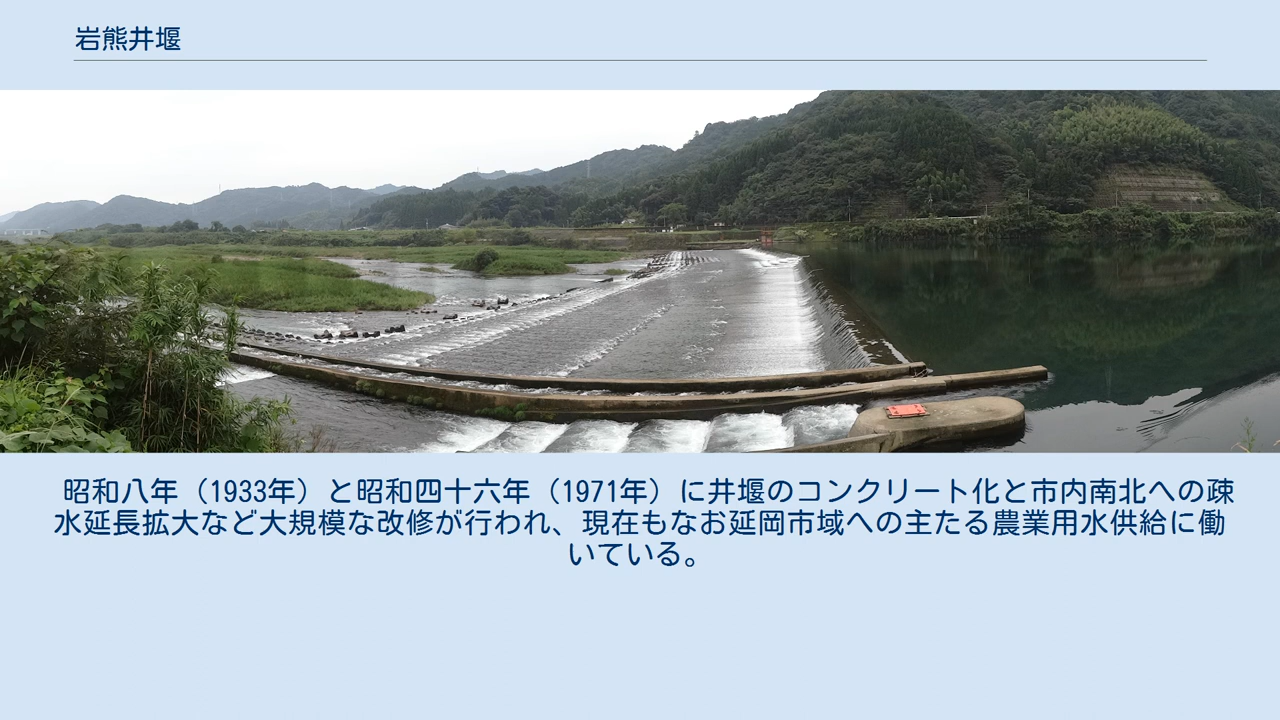 岩熊井堰
昭和八年（1933年）と昭和四十六年（1971年）に井堰のコンクリート化と市内南北への疎
水延長拡大など大規模な改修が行われ、現在もなお延岡市域への主たる農業用水供給に働
いている。